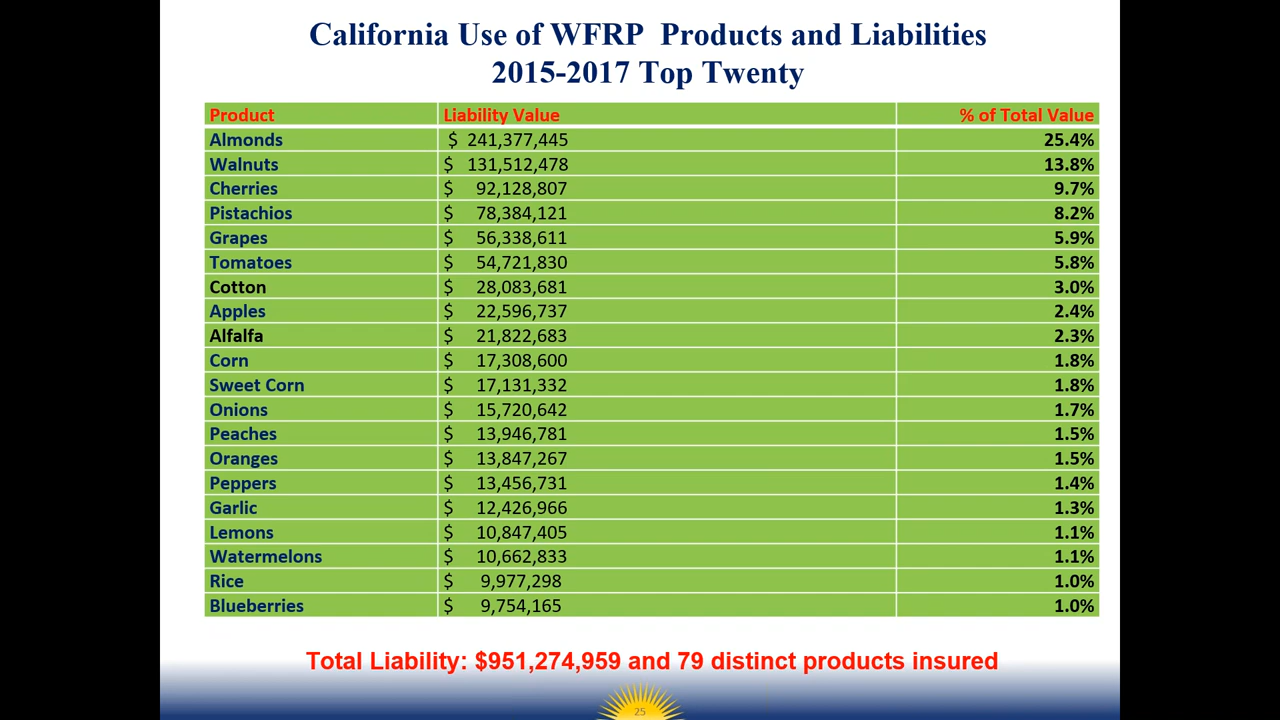 California Use of WFRP Products and Liabilities
2015-2017 Top Twenty
Product Liability Value % of Total Value
Almonds $ 241,377,445 25.4%
Walnuts $ 131,512,478 13.8%
Cherries $ 92,128,807 9.7%
Pistachios $ 78,384,121 8.2%
Grapes $ 56,338,611 5.9%
Tomatoes $ 54,721,830 5.8%
Cotton $ 28,083,681 3.0%
Apples $ 22,596,737 2.4%
Alfalfa $ 21,822,683 2.3%
Corn $ 17,308,600 1.8%
Sweet Corn $ 17,131,332 1.8%
Onions $ 15,720,642 1.7%
Peaches $ 13,946,781 1.5%
Oranges $ 13,847,267 1.5%
Peppers $ 13,456,731 1.4%
Garlic $ 12,426,966 1.3%
Lemons $ 10,847,405 1.1%
Watermelons $ 10,662,833 1.1%
Rice $ 9,977,298 1.0%
Blueberries $ 9,754,165 1.0%
Total Liability: $951,274,959 and 79 distinct products insured
25